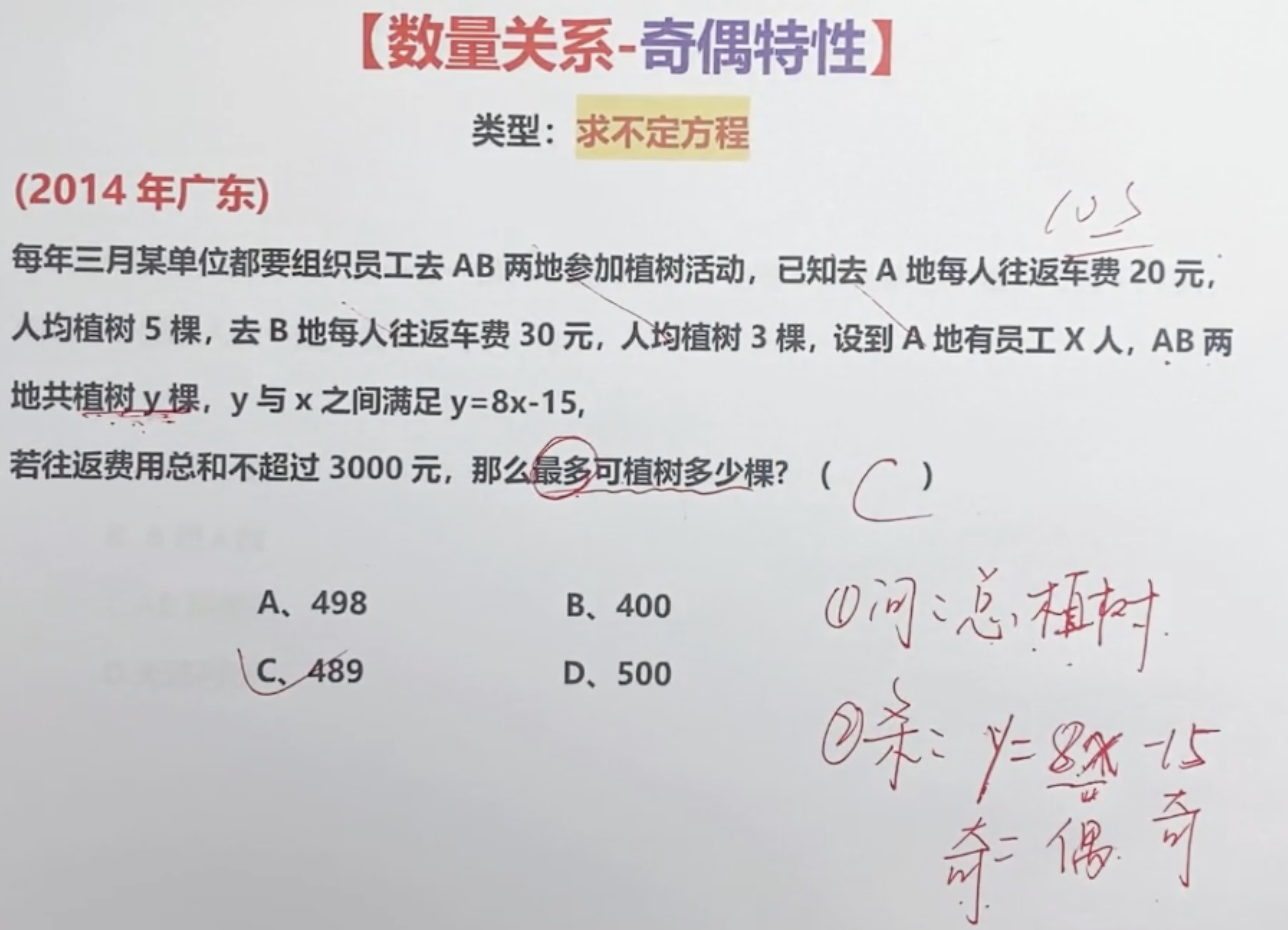 【数量关系-奇偶特性】
类型：求不定方程
(2014年广东)
10s
每年三月某单位都要组织员工去 AB 两地参加植树活动，已知去 A 地每人往返车费 20 元，
人均植树 5 棵，去 B 地每人往返车费 30 元，人均植树 3 棵，设到 A 地有员工 X 人，AB 两
地共植树 y 棵，y 与 x 之间满足 y=8x-15,
若往返费用总和不超过 3000 元，那么最多可植树多少棵？（ C ）
A、498 B、400
C、489 D、500
①问：总植树
②条： y=8x-15
奇= 偶 奇